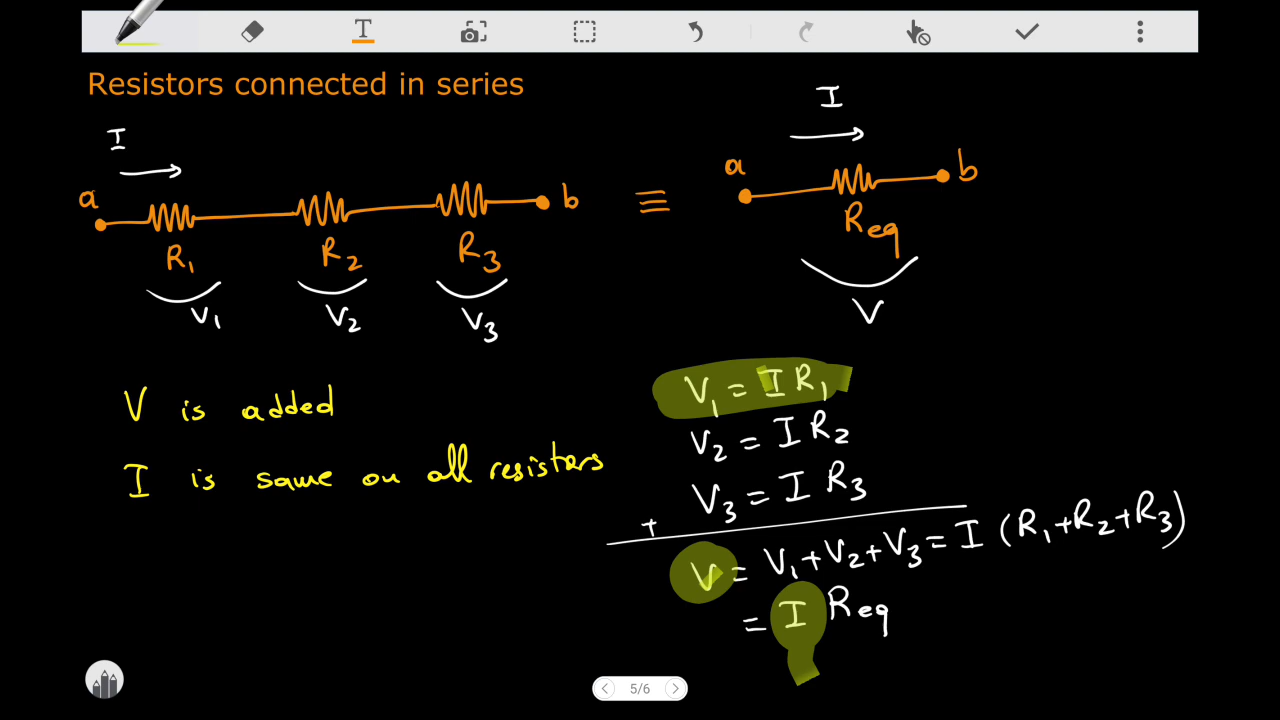 T
Resistors connected in series
I
I
a
b
≡
a
b
R₁
R₂
R₃
Req
V₁
V₂
V₃
V
V is added
I is same on all resistors
V₁ = I R₁
V₂ = I R₂
V₃ = I R₃
+
V = V₁+V₂+V₃ = I (R₁+R₂+R₃)
= I Req
5/6